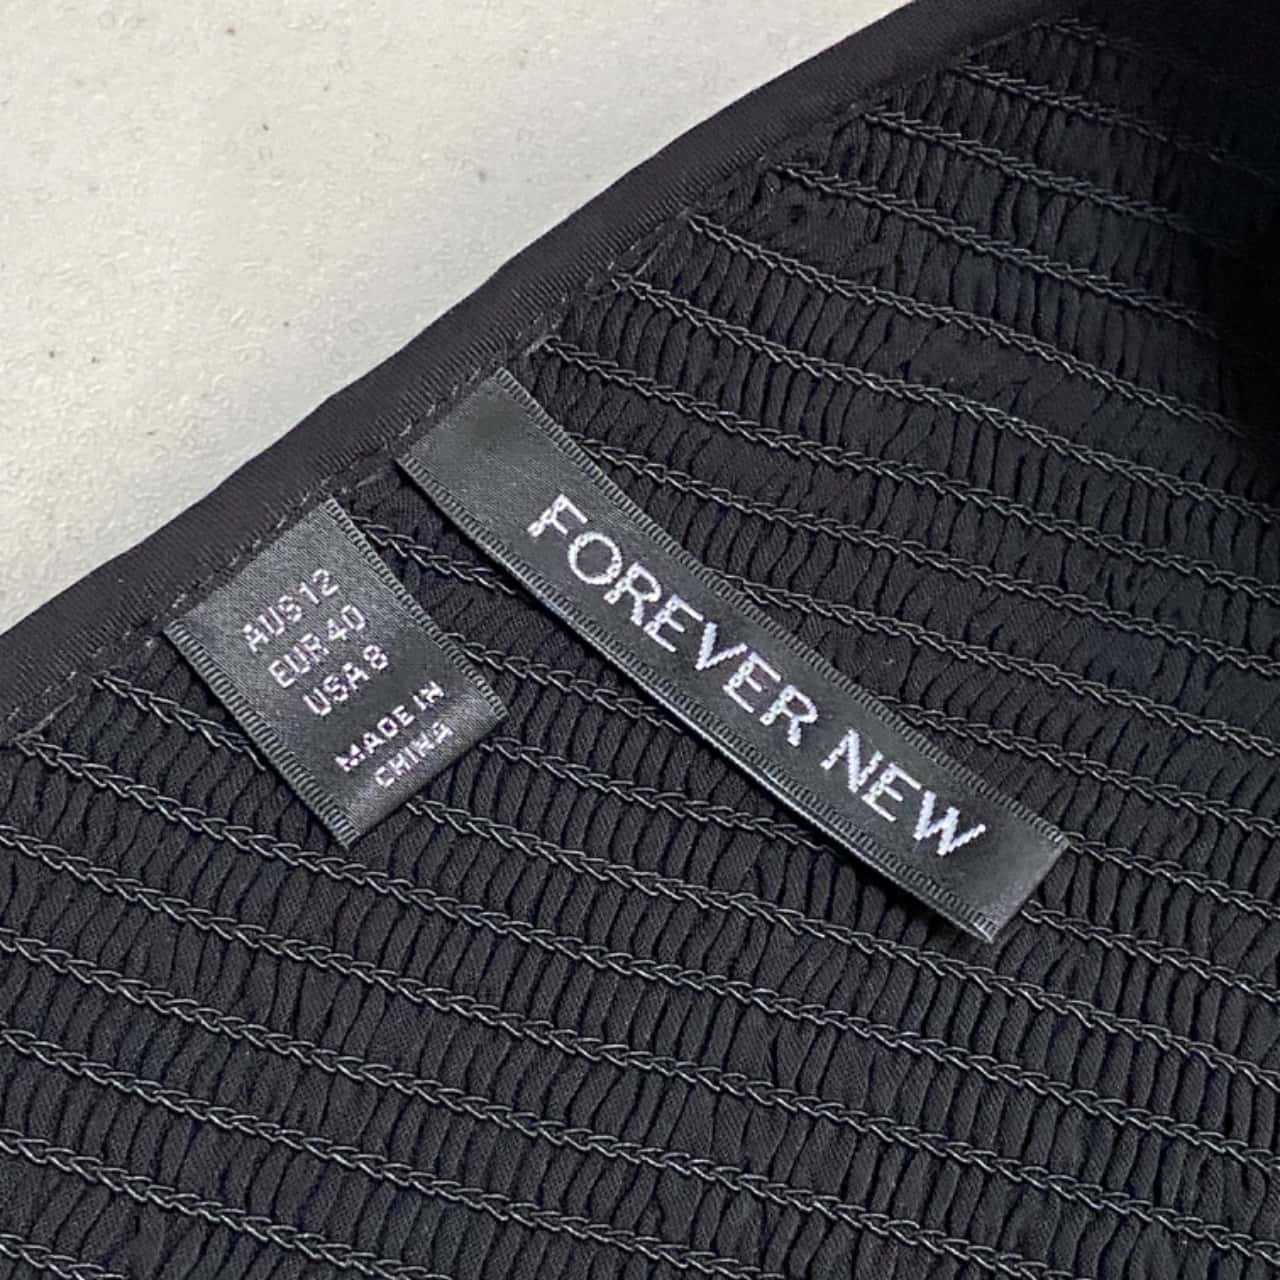 FOREVER NEW
AUS 12
EUR 40
USA 8
MADE IN
CHINA